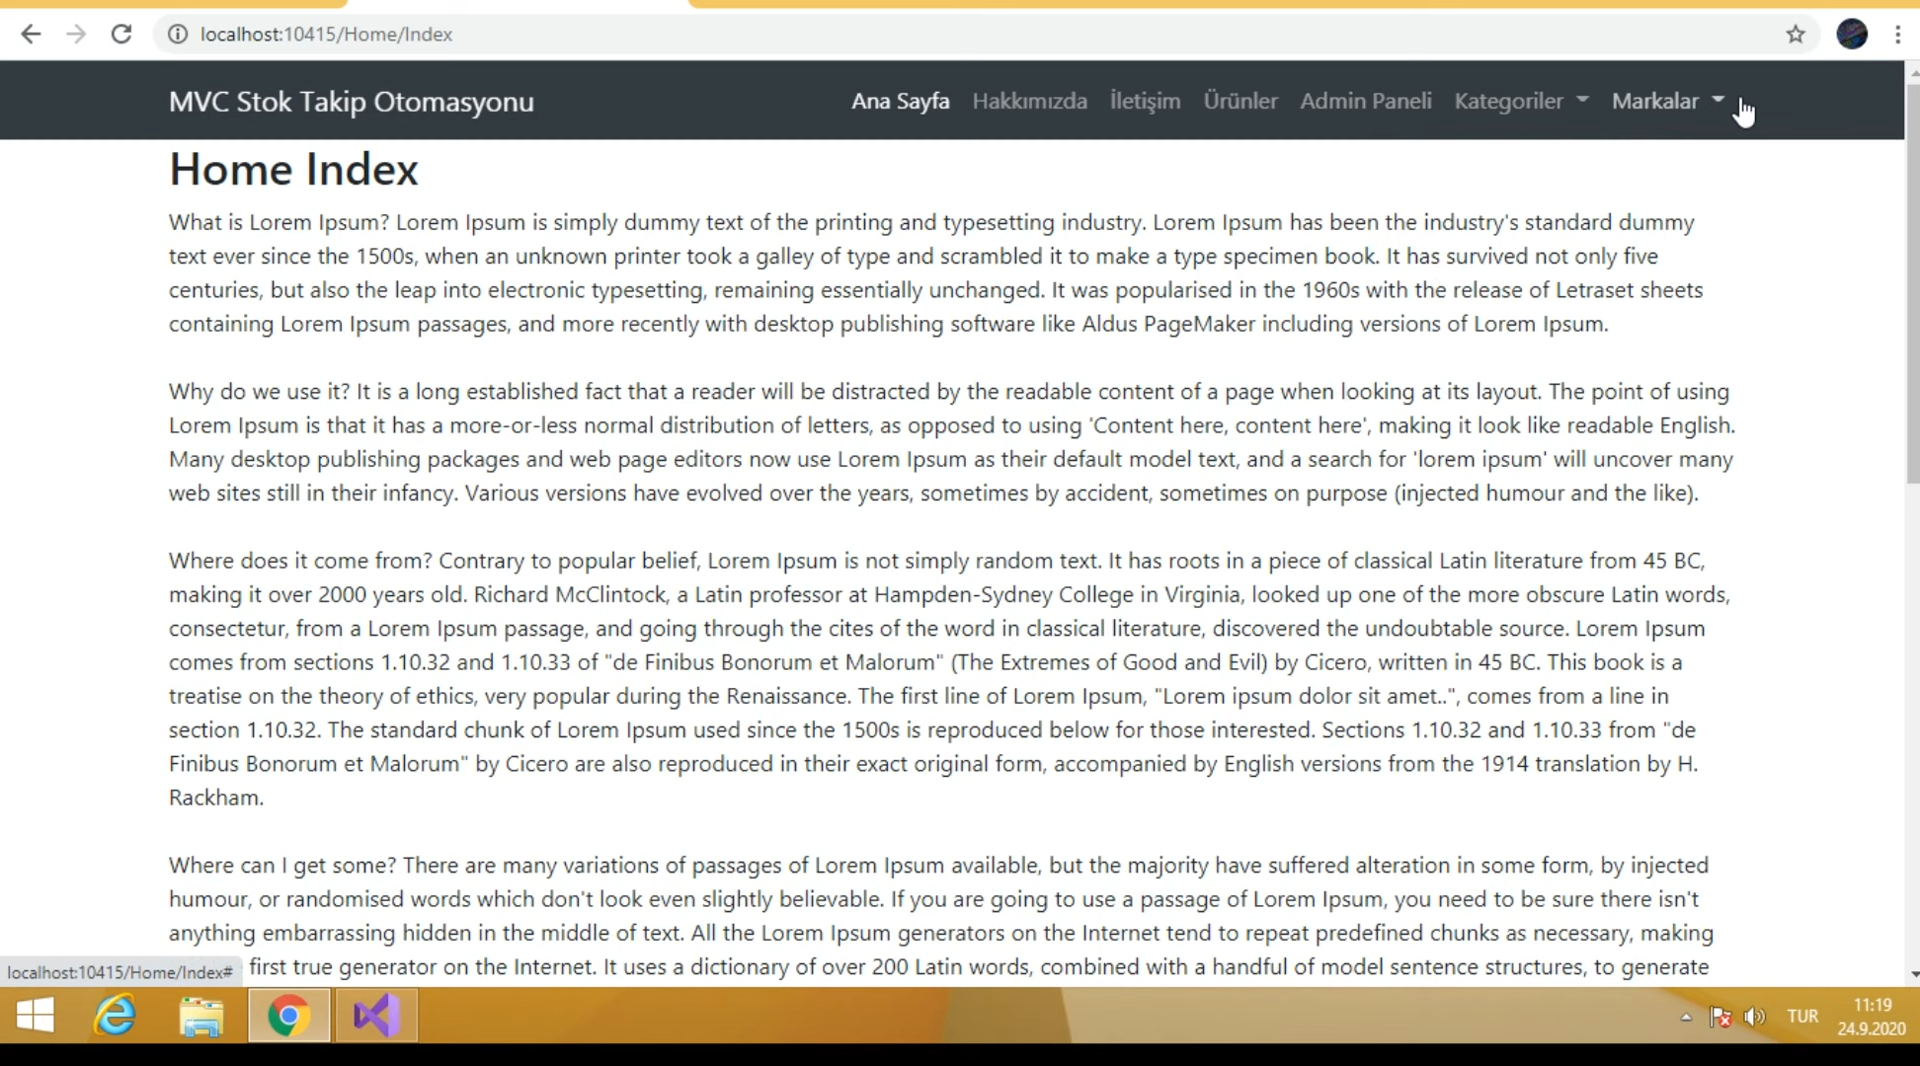 localhost:10415/Home/Index
MVC Stok Takip Otomasyonu
Ana Sayfa Hakkımızda İletişim Ürünler Admin Paneli Kategoriler Markalar
Home Index
What is Lorem Ipsum? Lorem Ipsum is simply dummy text of the printing and typesetting industry. Lorem Ipsum has been the industry's standard dummy
text ever since the 1500s, when an unknown printer took a galley of type and scrambled it to make a type specimen book. It has survived not only five
centuries, but also the leap into electronic typesetting, remaining essentially unchanged. It was popularised in the 1960s with the release of Letraset sheets
containing Lorem Ipsum passages, and more recently with desktop publishing software like Aldus PageMaker including versions of Lorem Ipsum.
Why do we use it? It is a long established fact that a reader will be distracted by the readable content of a page when looking at its layout. The point of using
Lorem Ipsum is that it has a more-or-less normal distribution of letters, as opposed to using 'Content here, content here', making it look like readable English.
Many desktop publishing packages and web page editors now use Lorem Ipsum as their default model text, and a search for 'lorem ipsum' will uncover many
web sites still in their infancy. Various versions have evolved over the years, sometimes by accident, sometimes on purpose (injected humour and the like).
Where does it come from? Contrary to popular belief, Lorem Ipsum is not simply random text. It has roots in a piece of classical Latin literature from 45 BC,
making it over 2000 years old. Richard McClintock, a Latin professor at Hampden-Sydney College in Virginia, looked up one of the more obscure Latin words,
consectetur, from a Lorem Ipsum passage, and going through the cites of the word in classical literature, discovered the undoubtable source. Lorem Ipsum
comes from sections 1.10.32 and 1.10.33 of "de Finibus Bonorum et Malorum" (The Extremes of Good and Evil) by Cicero, written in 45 BC. This book is a
treatise on the theory of ethics, very popular during the Renaissance. The first line of Lorem Ipsum, "Lorem ipsum dolor sit amet..", comes from a line in
section 1.10.32. The standard chunk of Lorem Ipsum used since the 1500s is reproduced below for those interested. Sections 1.10.32 and 1.10.33 from "de
Finibus Bonorum et Malorum" by Cicero are also reproduced in their exact original form, accompanied by English versions from the 1914 translation by H.
Rackham.
Where can I get some? There are many variations of passages of Lorem Ipsum available, but the majority have suffered alteration in some form, by injected
humour, or randomised words which don't look even slightly believable. If you are going to use a passage of Lorem Ipsum, you need to be sure there isn't
anything embarrassing hidden in the middle of text. All the Lorem Ipsum generators on the Internet tend to repeat predefined chunks as necessary, making
first true generator on the Internet. It uses a dictionary of over 200 Latin words, combined with a handful of model sentence structures, to generate
localhost:10415/Home/Index#
TUR
11:19
24.9.2020